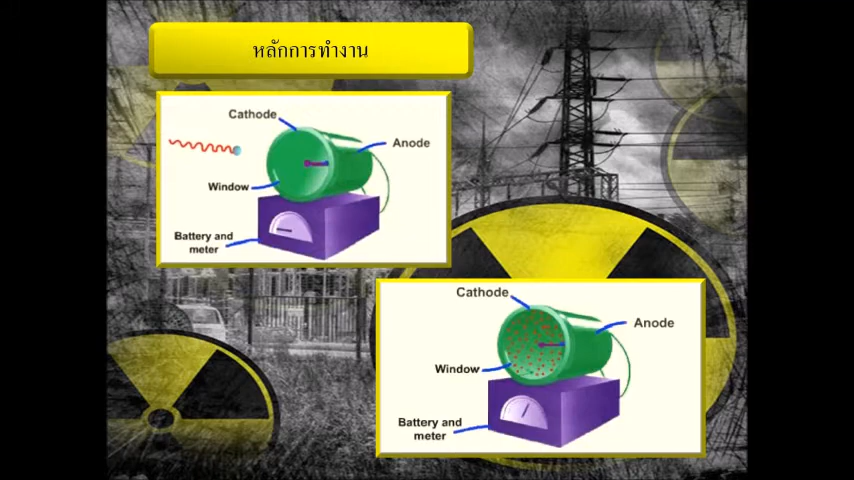 หลักการทำงาน
Cathode
Anode
Window
Battery and
meter
Cathode
Anode
Window
Battery and
meter